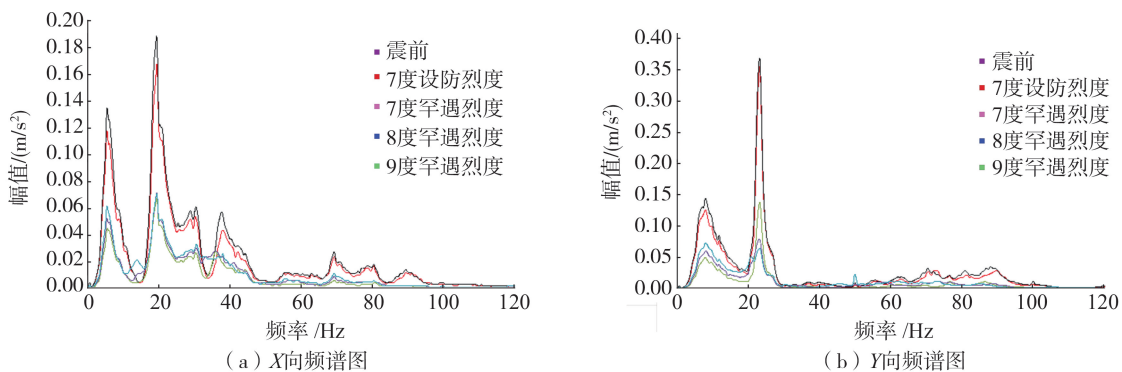 0.20
0.18
0.16
0.14
0.12
0.10
0.08
0.06
0.04
0.02
0.00
幅值/(m/s²)
0 20 40 60 80 100 120
频率 /Hz
震前
7度设防烈度
7度罕遇烈度
8度罕遇烈度
9度罕遇烈度
（a）X向频谱图
0.40
0.35
0.30
0.25
0.20
0.15
0.10
0.05
0.00
幅值/(m/s²)
0 20 40 60 80 100 120
频率 /Hz
震前
7度设防烈度
7度罕遇烈度
8度罕遇烈度
9度罕遇烈度
（b）Y向频谱图